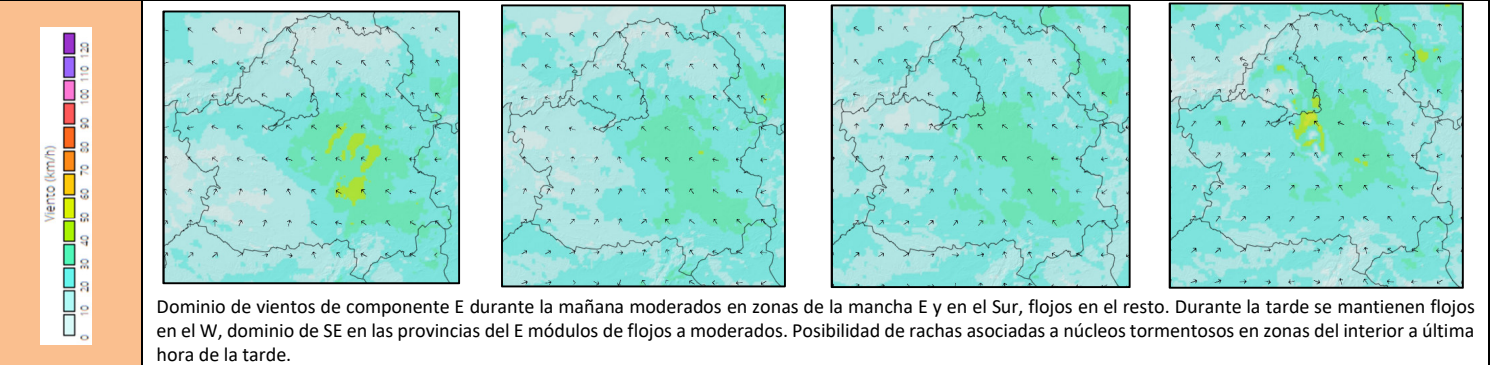 Viento (km/h)
0 10 20 30 40 50 60 70 80 90 100 110 120
Dominio de vientos de componente E durante la mañana moderados en zonas de la mancha E y en el Sur, flojos en el resto. Durante la tarde se mantienen flojos
en el W, dominio de SE en las provincias del E módulos de flojos a moderados. Posibilidad de rachas asociadas a núcleos tormentosos en zonas del interior a última
hora de la tarde.